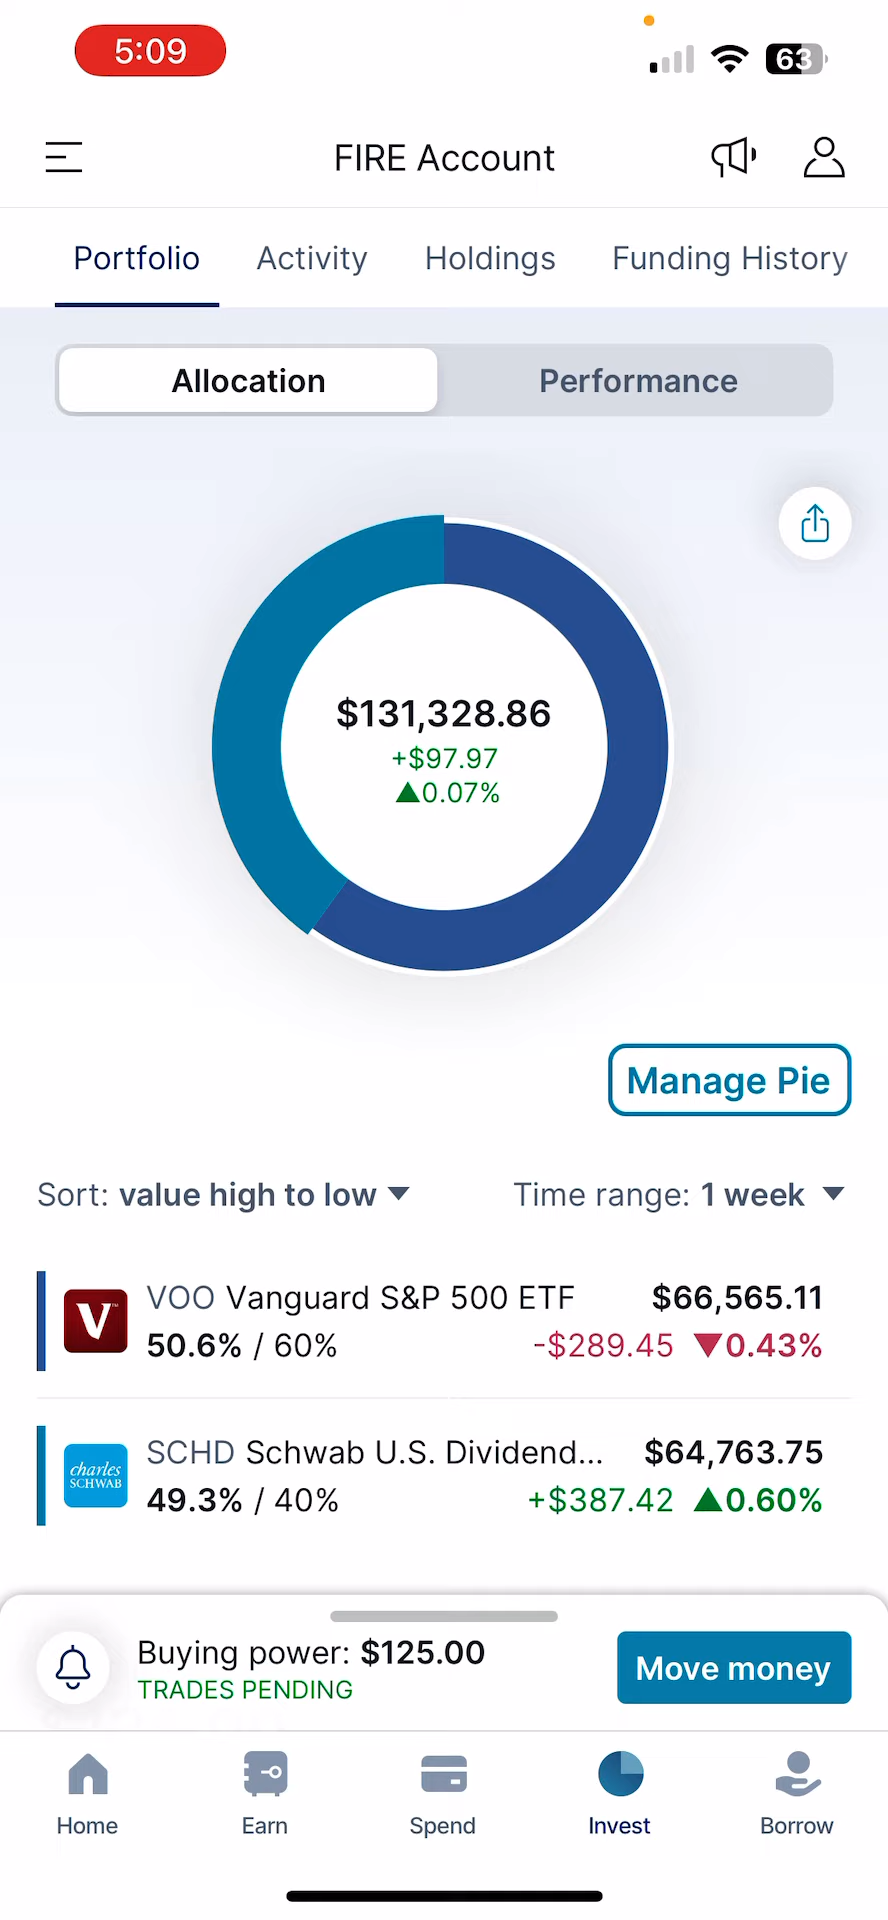 5:09
63
FIRE Account
Portfolio Activity Holdings Funding History
Allocation Performance
$131,328.86
+$97.97
▲0.07%
Manage Pie
Sort: value high to low ▼ Time range: 1 week ▼
V™ VOO Vanguard S&P 500 ETF $66,565.11
50.6% / 60% -$289.45 ▼0.43%
SCHD Schwab U.S. Dividend... $64,763.75
charles
SCHWAB
49.3% / 40% +$387.42 ▲0.60%
Buying power: $125.00
TRADES PENDING
Move money
Home Earn Spend Invest Borrow